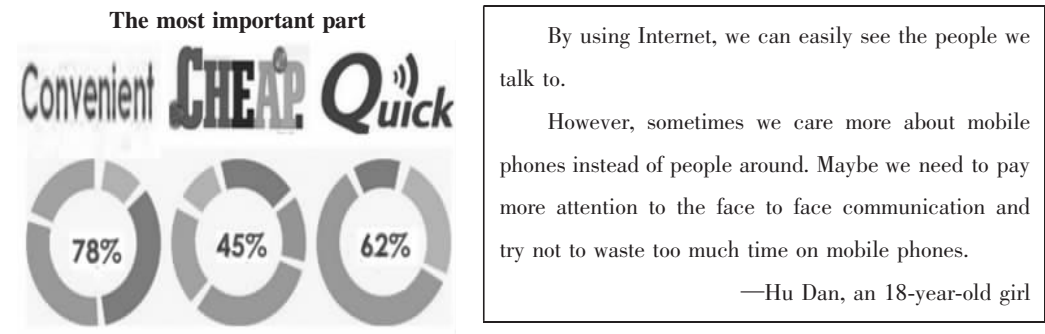 The most important part
Convenient CHEAP Quick
78% 45% 62%
By using Internet, we can easily see the people we
talk to.
However, sometimes we care more about mobile
phones instead of people around. Maybe we need to pay
more attention to the face to face communication and
try not to waste too much time on mobile phones.
—Hu Dan, an 18-year-old girl